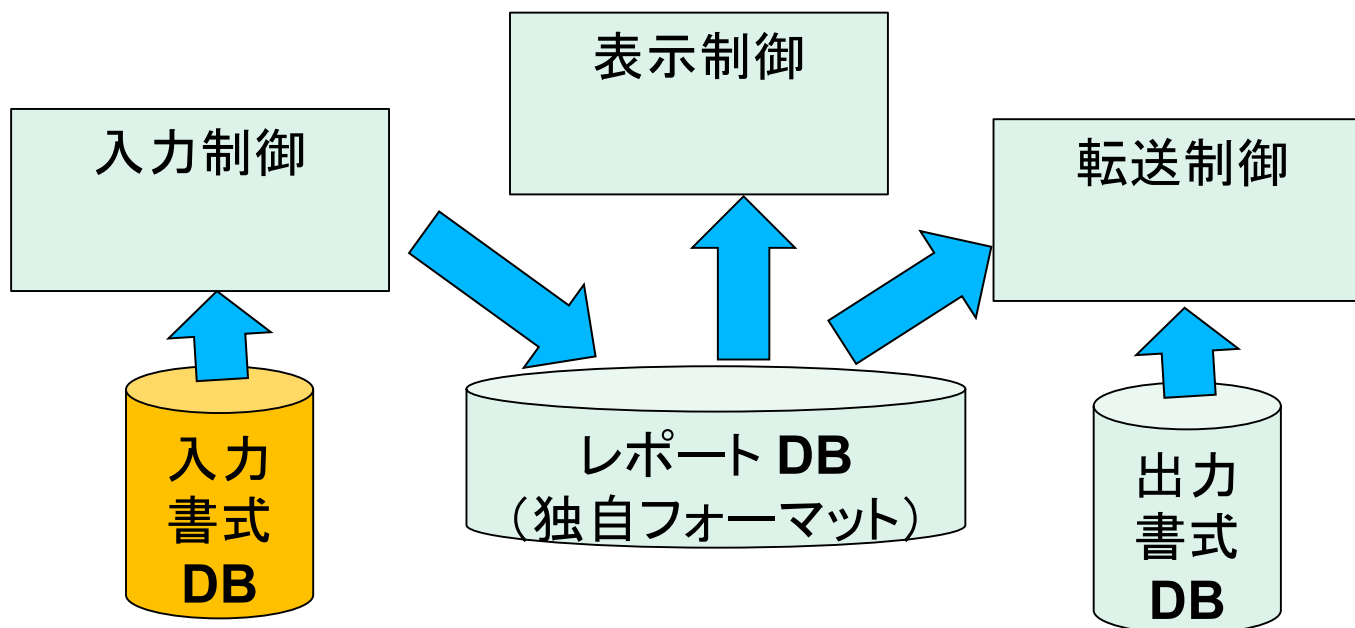 表示制御
入力制御
転送制御
入力
書式
DB
レポート DB
（独自フォーマット）
出力
書式
DB